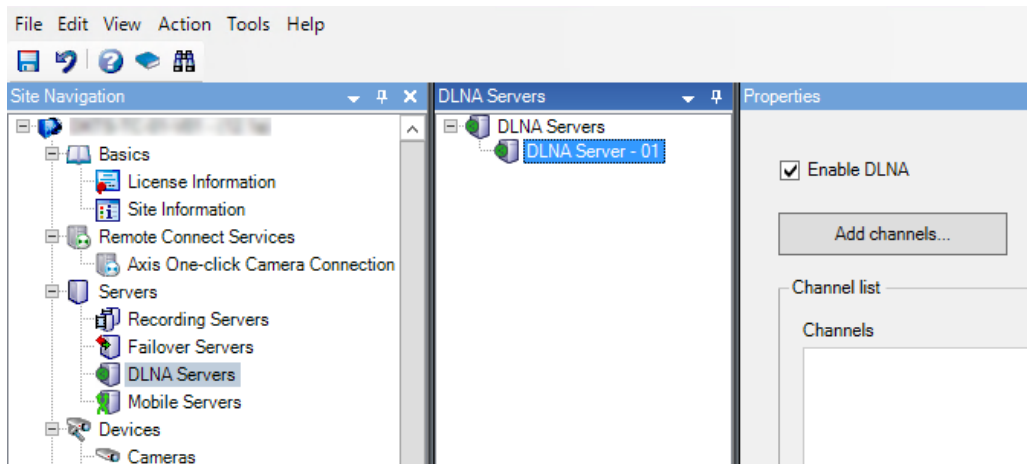 File Edit View Action Tools Help
Site Navigation
Basics
License Information
Site Information
Remote Connect Services
Axis One-click Camera Connection
Servers
Recording Servers
Failover Servers
DLNA Servers
Mobile Servers
Devices
Cameras
DLNA Servers
DLNA Servers
DLNA Server - 01
Properties
Enable DLNA
Add channels...
Channel list
Channels